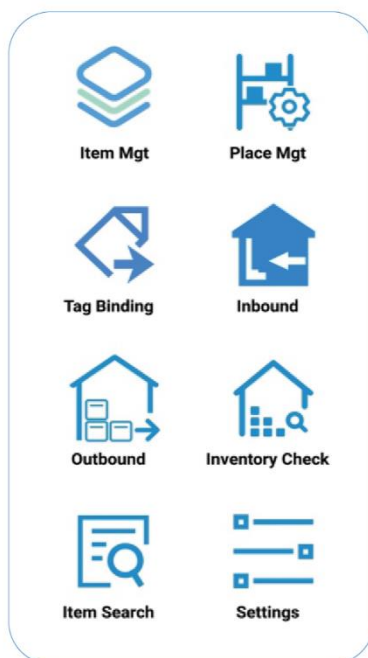 Item Mgt
Place Mgt
Tag Binding
Inbound
Outbound
Inventory Check
Item Search
Settings